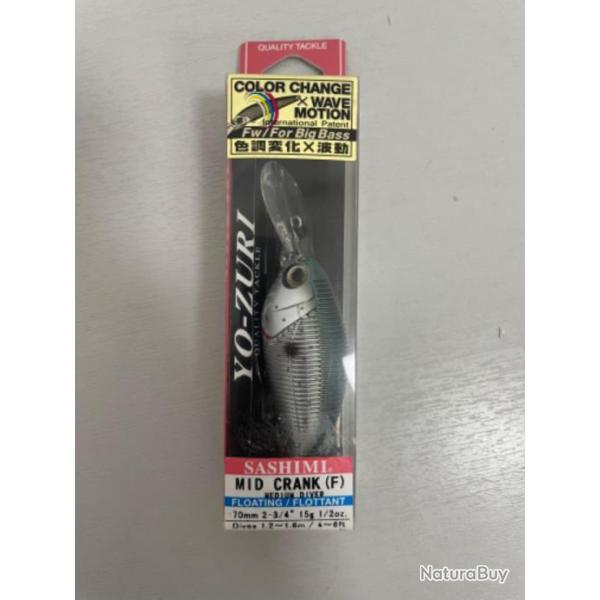 QUALITY TACKLE
COLOR CHANGE
× WAVE
MOTION
International Patent
Fw/For Big Bass
色調変化×波動
YO-ZURI
QUALITY TACKLE
SASHIMI®
MID CRANK (F)
MEDIUM DIVER
FLOATING / FLOTTANT
70mm 2-3/4" 15g 1/2oz.
Dives 1.2~1.8m / 4~6ft
NaturaBuy